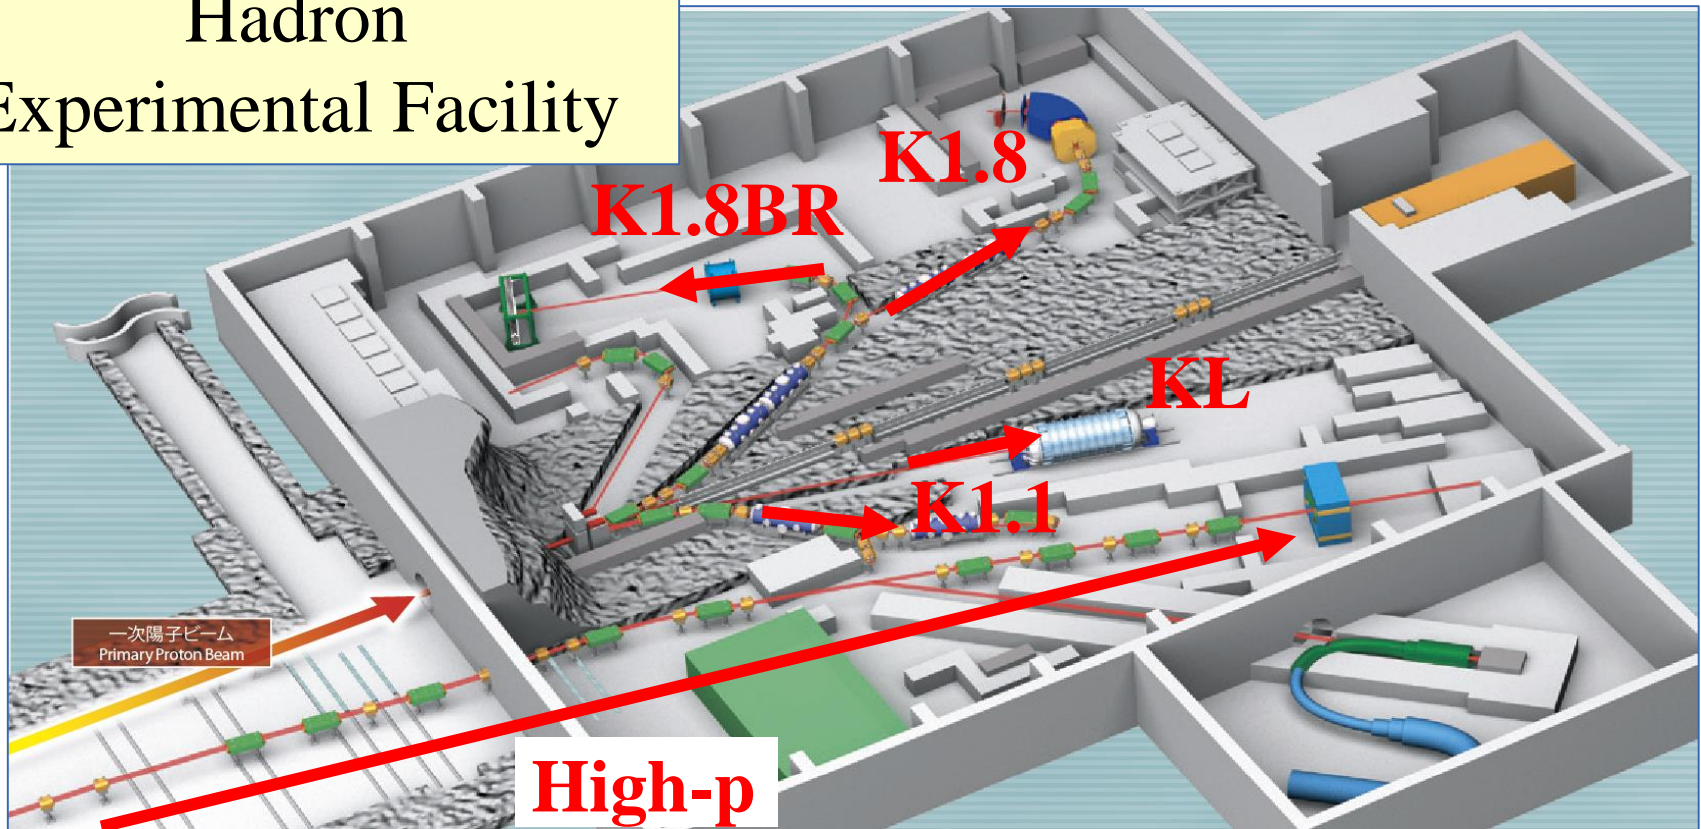 Hadron
Experimental Facility
K1.8
K1.8BR
KL
K1.1
一次陽子ビーム
Primary Proton Beam
High-p